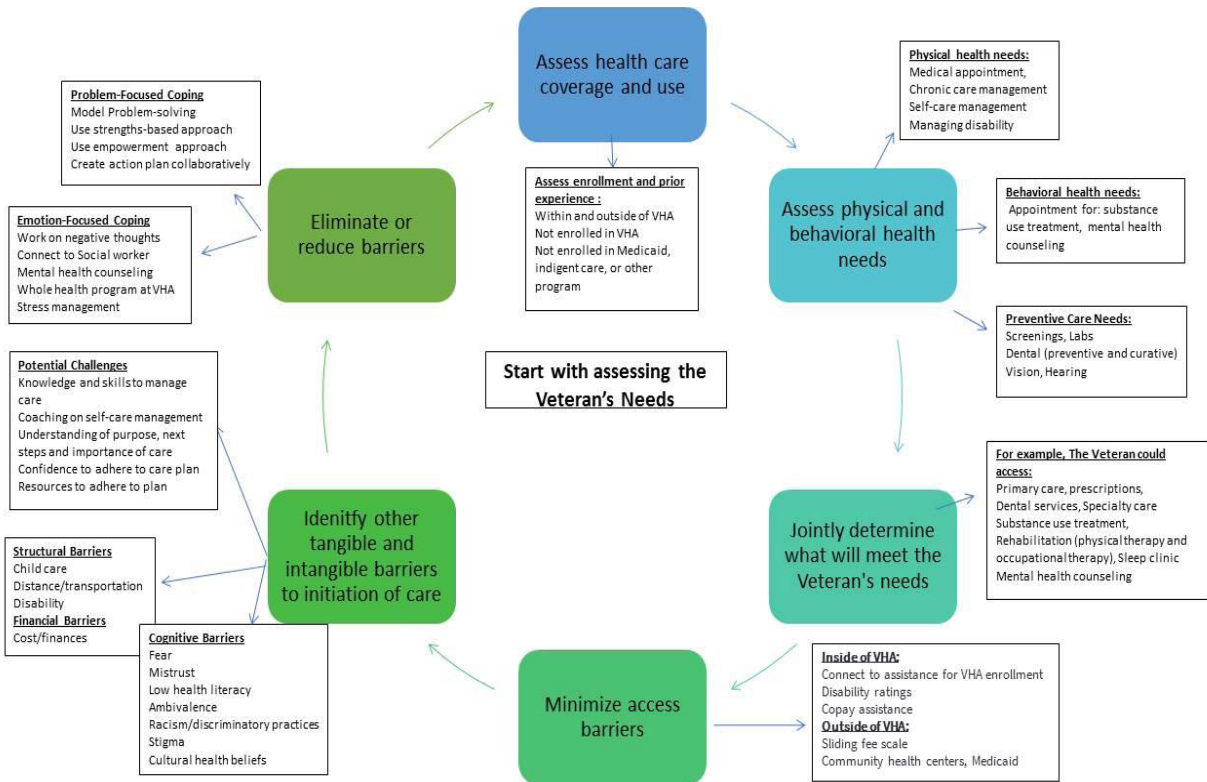 Assess health care
coverage and use
Assess enrollment and prior
experience :
Within and outside of VHA
Not enrolled in VHA
Not enrolled in Medicaid,
indigent care, or other
program
Physical health needs:
Medical appointment,
Chronic care management
Self-care management
Managing disability
Assess physical and
behavioral health
needs
Behavioral health needs:
Appointment for: substance
use treatment, mental health
counseling
Preventive Care Needs:
Screenings, Labs
Dental (preventive and curative)
Vision, Hearing
Start with assessing the
Veteran's Needs
For example, The Veteran could
access:
Primary care, prescriptions,
Dental services, Specialty care
Substance use treatment,
Rehabilitation (physical therapy and
occupational therapy), Sleep clinic
Mental health counseling
Jointly determine
what will meet the
Veteran's needs
Inside of VHA:
Connect to assistance for VHA enrollment
Disability ratings
Copay assistance
Outside of VHA:
Sliding fee scale
Community health centers, Medicaid
Minimize access
barriers
Idenitfy other
tangible and
intangible barriers
to initiation of care
Potential Challenges
Knowledge and skills to manage
care
Coaching on self-care management
Understanding of purpose, next
steps and importance of care
Confidence to adhere to care plan
Resources to adhere to plan
Structural Barriers
Child care
Distance/transportation
Disability
Financial Barriers
Cost/finances
Cognitive Barriers
Fear
Mistrust
Low health literacy
Ambivalence
Racism/discriminatory practices
Stigma
Cultural health beliefs
Eliminate or
reduce barriers
Problem-Focused Coping
Model Problem-solving
Use strengths-based approach
Use empowerment approach
Create action plan collaboratively
Emotion-Focused Coping
Work on negative thoughts
Connect to Social worker
Mental health counseling
Whole health program at VHA
Stress management